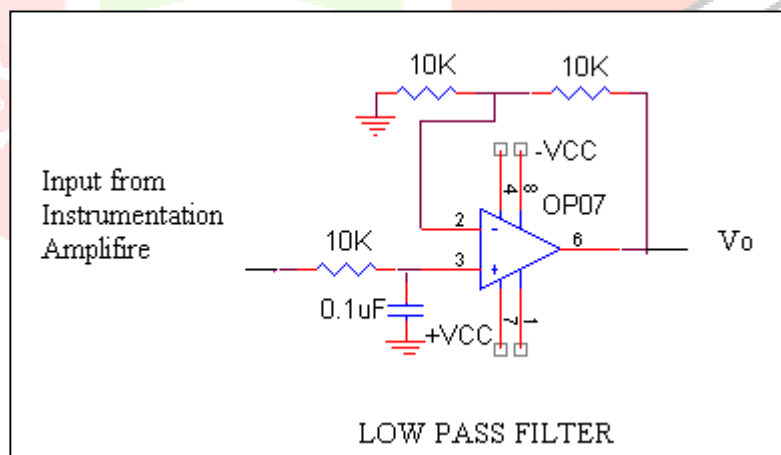 10K 10K
-VCC
4 8
OP07
Input from
Instrumentation
Amplifire
2 -
6
Vo
10K
3 +
0.1uF
+VCC
7 1
LOW PASS FILTER